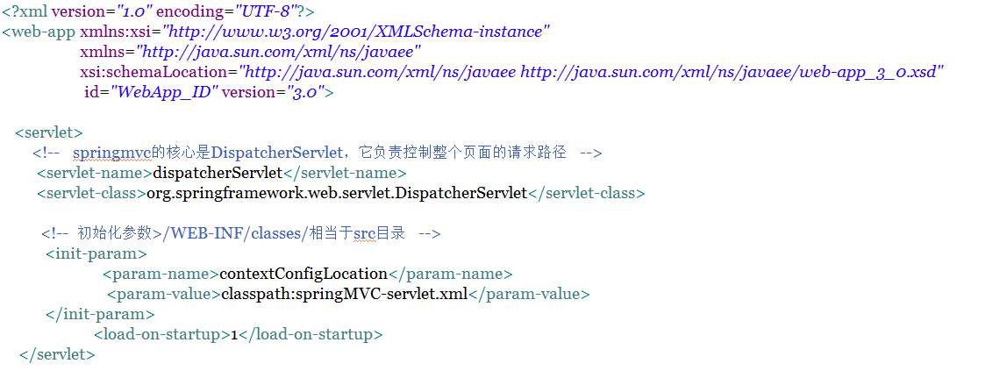 <?xml version="1.0" encoding="UTF-8"?>
<web-app xmlns:xsi="http://www.w3.org/2001/XMLSchema-instance"
xmlns="http://java.sun.com/xml/ns/javaee"
xsi:schemaLocation="http://java.sun.com/xml/ns/javaee http://java.sun.com/xml/ns/javaee/web-app_3_0.xsd"
id="WebApp_ID" version="3.0">
<servlet>
<!-- springmvc的核心是DispatcherServlet，它负责控制整个页面的请求路径 -->
<servlet-name>dispatcherServlet</servlet-name>
<servlet-class>org.springframework.web.servlet.DispatcherServlet</servlet-class>
<!-- 初始化参数>/WEB-INF/classes/相当于src目录 -->
<init-param>
<param-name>contextConfigLocation</param-name>
<param-value>classpath:springMVC-servlet.xml</param-value>
</init-param>
<load-on-startup>1</load-on-startup>
</servlet>